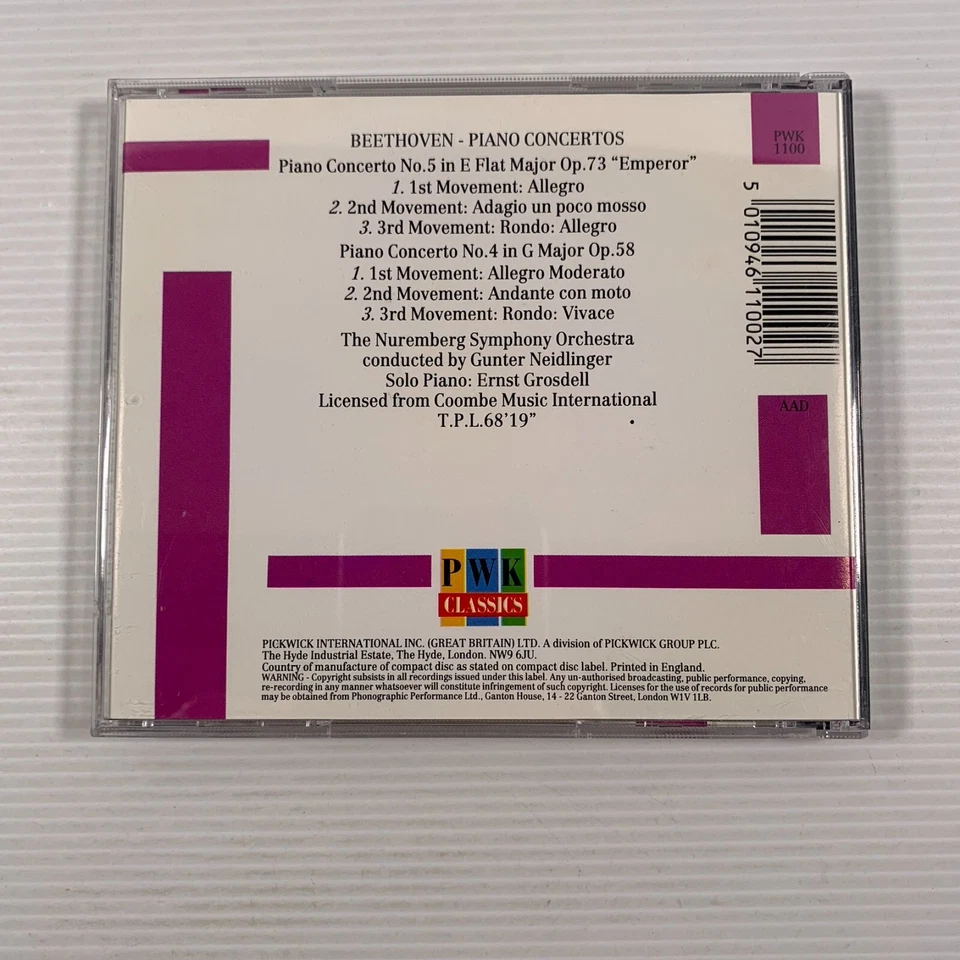 BEETHOVEN - PIANO CONCERTOS
Piano Concerto No.5 in E Flat Major Op.73 “Emperor”
1. 1st Movement: Allegro
2. 2nd Movement: Adagio un poco mosso
3. 3rd Movement: Rondo: Allegro
Piano Concerto No.4 in G Major Op.58
1. 1st Movement: Allegro Moderato
2. 2nd Movement: Andante con moto
3. 3rd Movement: Rondo: Vivace
The Nuremberg Symphony Orchestra
conducted by Gunter Neidlinger
Solo Piano: Ernst Grosdell
Licensed from Coombe Music International
T.P.L.68’19”
PWK
1100
5 010946 110027
AAD
PWK
CLASSICS
PICKWICK INTERNATIONAL INC. (GREAT BRITAIN) LTD. A division of PICKWICK GROUP PLC.
The Hyde Industrial Estate, The Hyde, London. NW9 6JU.
Country of manufacture of compact disc as stated on compact disc label. Printed in England.
WARNING - Copyright subsists in all recordings issued under this label. Any un-authorised broadcasting, public performance, copying,
re-recording in any manner whatsoever will constitute infringement of such copyright. Licenses for the use of records for public performance
may be obtained from Phonographic Performance Ltd., Ganton House, 14 - 22 Ganton Street, London W1V 1LB.